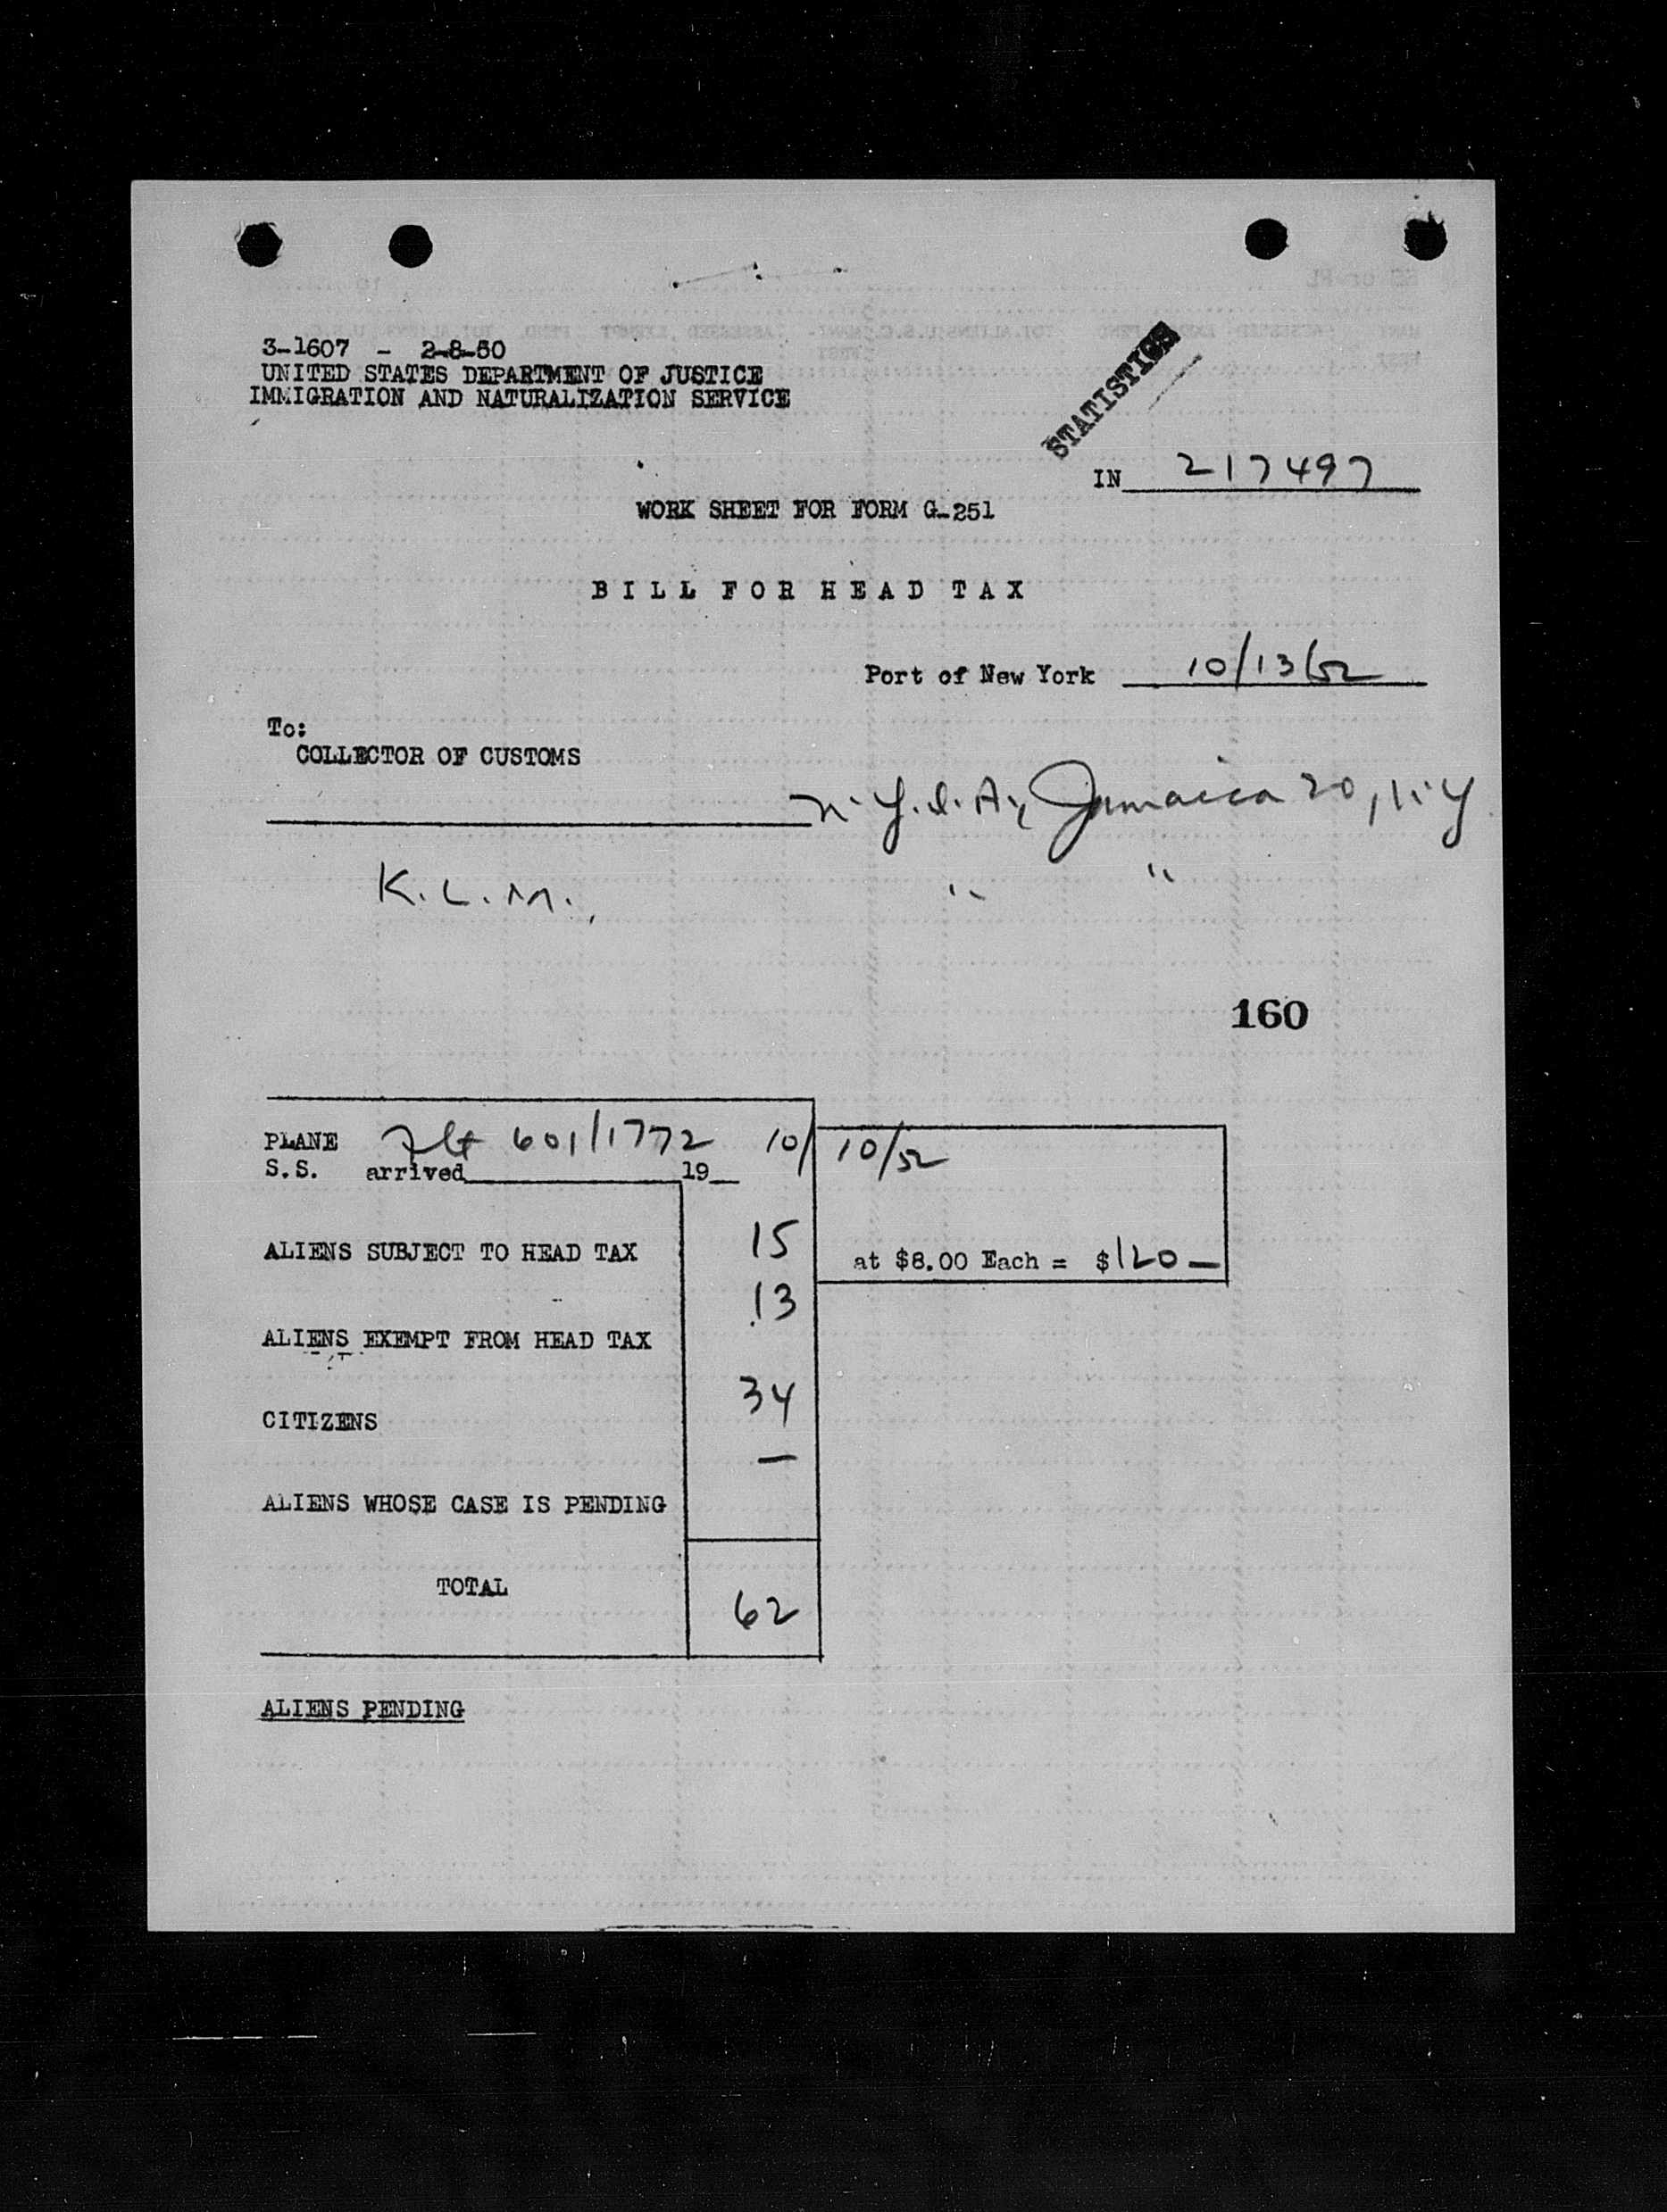 3-1607 - 2-8-50
UNITED STATES DEPARTMENT OF JUSTICE
IMMIGRATION AND NATURALIZATION SERVICE
STATISTICS
IN 217497
WORK SHEET FOR FORM G-251
BILL FOR HEAD TAX
Port of New York 10/13/52
To:
COLLECTOR OF CUSTOMS
N.Y.I.A., Jamaica 20, N.Y
K.L.M., " "
160
PLANE Flt 601/1772 10/10/52
S.S. arrived 19
ALIENS SUBJECT TO HEAD TAX 15 at $8.00 Each = $120 —
ALIENS EXEMPT FROM HEAD TAX 13
CITIZENS 34
ALIENS WHOSE CASE IS PENDING —
TOTAL 62
ALIENS PENDING